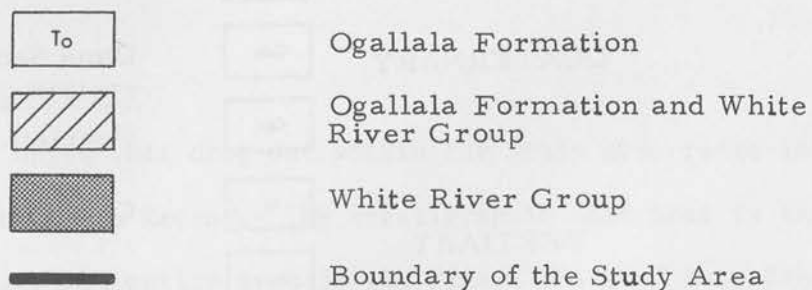 To Ogallala Formation
Ogallala Formation and White
River Group
White River Group
Boundary of the Study Area